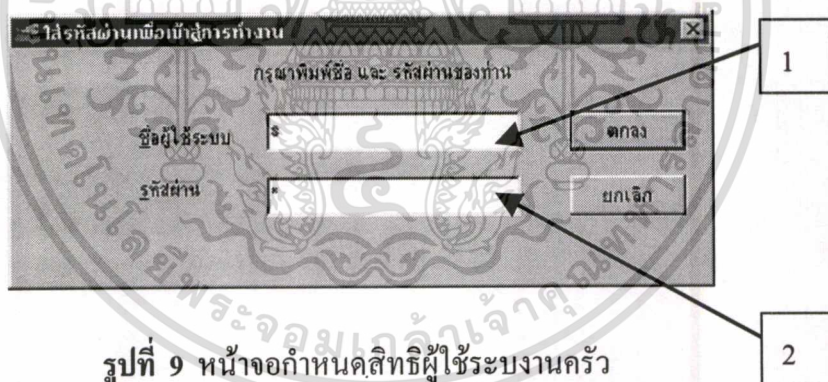 ใส่รหัสผ่านเพื่อเข้าสู่การทำงาน
กรุณาพิมพ์ชื่อ และ รหัสผ่านของท่าน
ชื่อผู้ใช้ระบบ
s
ตกลง
รหัสผ่าน
*
ยกเลิก
1
2
รูปที่ 9 หน้าจอกำหนดสิทธิผู้ใช้ระบงานครัว